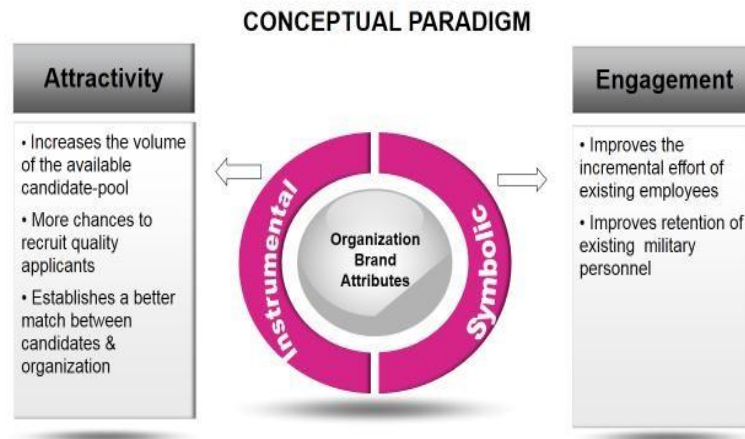 CONCEPTUAL PARADIGM
Attractivity
• Increases the volume
of the available
candidate-pool
• More chances to
recruit quality
applicants
• Establishes a better
match between
candidates &
organization
Instrumental
Organization
Brand
Attributes
Symbolic
Engagement
• Improves the
incremental effort of
existing employees
• Improves retention of
existing military
personnel